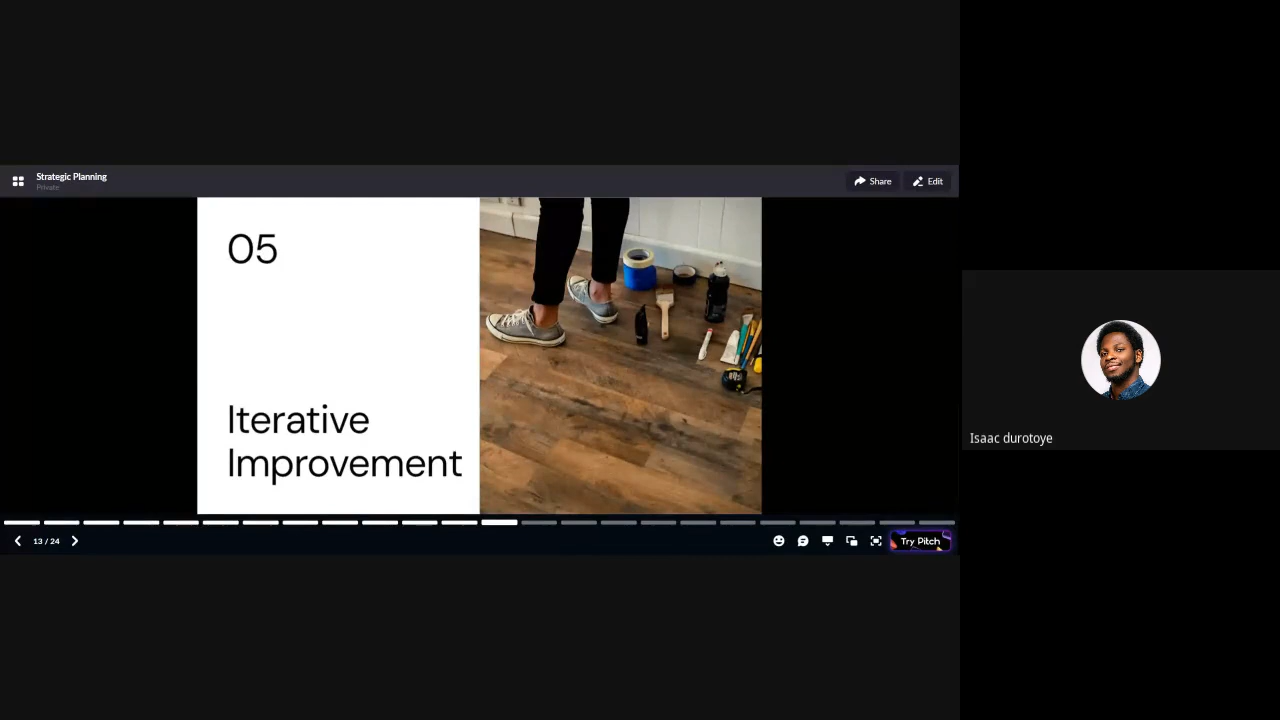 Strategic Planning
Private
Share
Edit
05
Iterative
Improvement
13 / 24
Try Pitch
Isaac durotoye